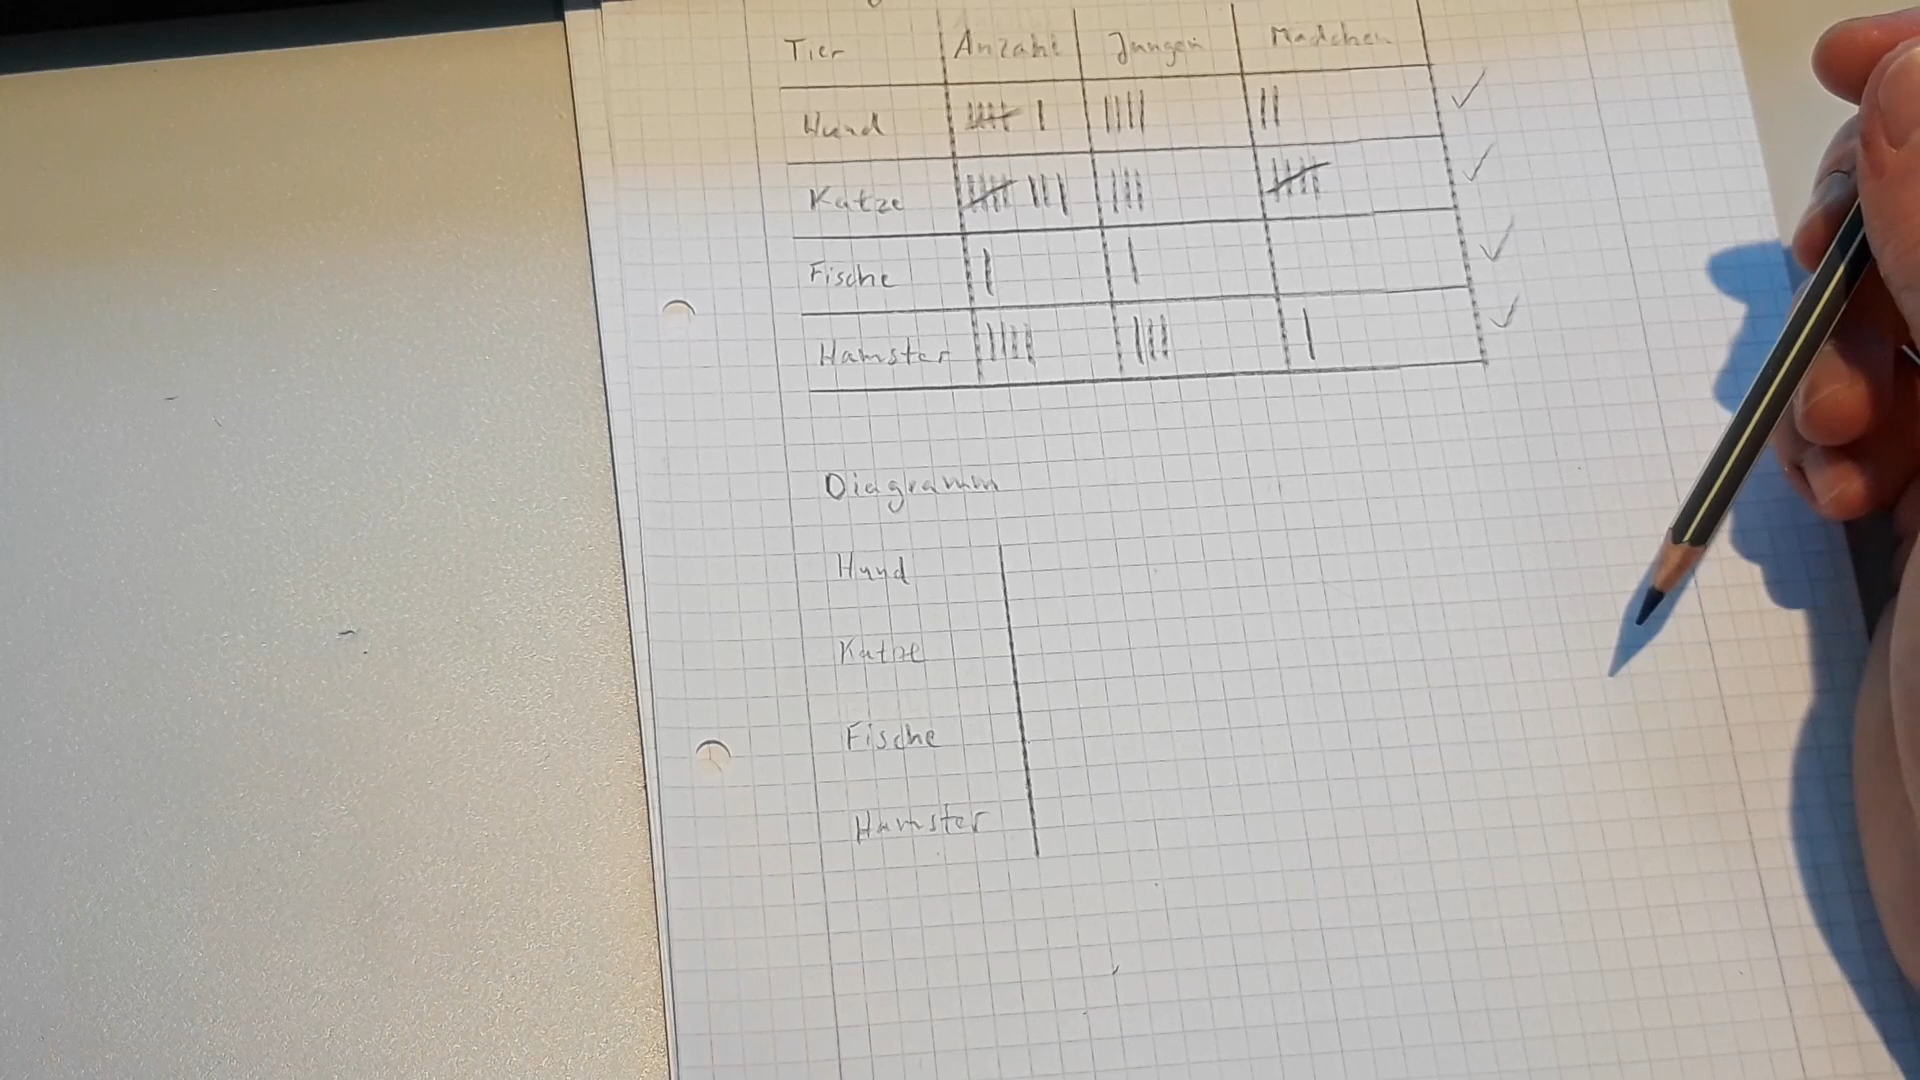 Tier Anzahl Jungen Mädchen
Hund
Katze
Fische
Hamster
Diagramm
Hund
Katze
Fische
Hamster